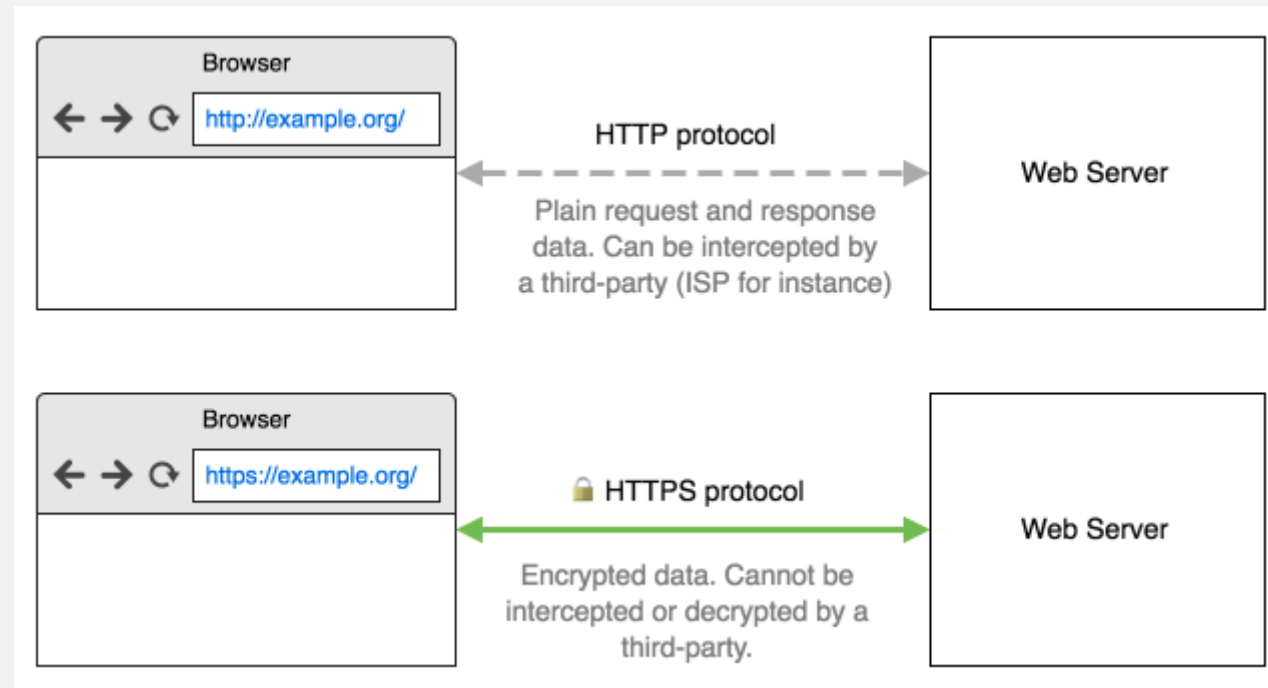 Browser
http://example.org/
HTTP protocol
Plain request and response
data. Can be intercepted by
a third-party (ISP for instance)
Web Server
Browser
https://example.org/
HTTPS protocol
Encrypted data. Cannot be
intercepted or decrypted by a
third-party.
Web Server